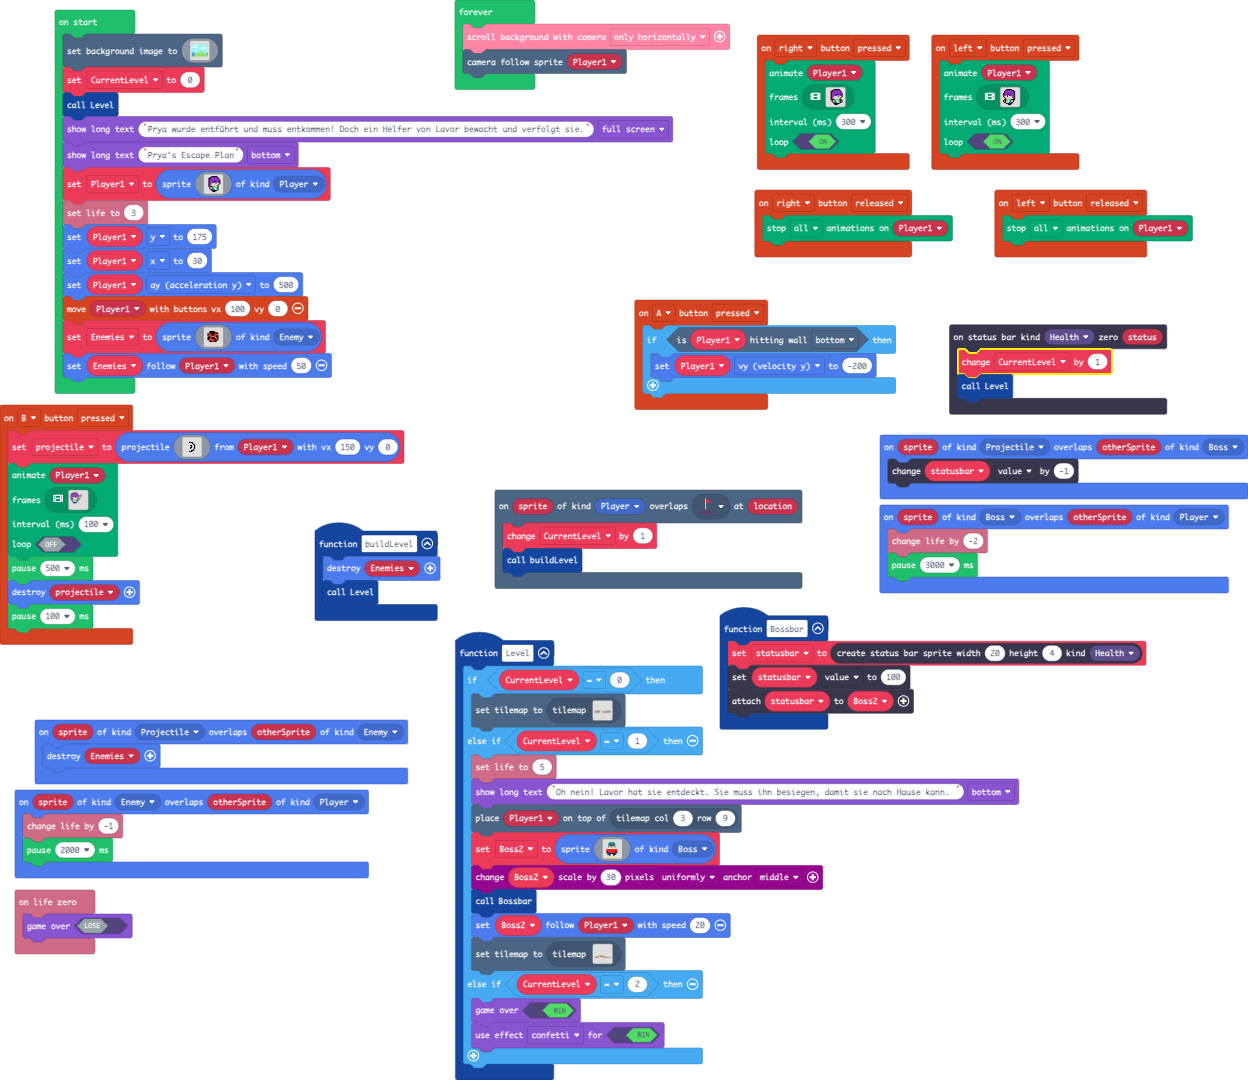 on start
set background image to
set CurrentLevel to 0
call Level
show long text "Prya wurde entführt und muss entkommen! Doch ein Helfer von Lavor bewacht und verfolgt sie." full screen
show long text "Prya's Escape Plan" bottom
set Player1 to sprite of kind Player
set life to 3
set Player1 y to 175
set Player1 x to 30
set Player1 ay (acceleration y) to 500
move Player1 with buttons vx 100 vy 0
set Enemies to sprite of kind Enemy
set Enemies follow Player1 with speed 50
forever
scroll background with camera only horizontally
camera follow sprite Player1
on right button pressed
animate Player1
frames
interval (ms) 300
loop ON
on left button pressed
animate Player1
frames
interval (ms) 300
loop ON
on right button released
stop all animations on Player1
on left button released
stop all animations on Player1
on A button pressed
if is Player1 hitting wall bottom then
set Player1 vy (velocity y) to -200
on status bar kind Health zero status
change CurrentLevel by 1
call Level
on B button pressed
set projectile to projectile from Player1 with vx 150 vy 0
animate Player1
frames
interval (ms) 100
loop OFF
pause 500 ms
destroy projectile
pause 100 ms
function buildLevel
destroy Enemies
call Level
on sprite of kind Player overlaps at location
change CurrentLevel by 1
call buildLevel
on sprite of kind Projectile overlaps otherSprite of kind Boss
change statusbar value by -1
on sprite of kind Boss overlaps otherSprite of kind Player
change life by -2
pause 3000 ms
function Level
if CurrentLevel = 0 then
set tilemap to tilemap
else if CurrentLevel = 1 then
set life to 5
show long text "Oh nein! Lavor hat sie entdeckt. Sie muss ihn besiegen, damit sie nach Hause kann. " bottom
place Player1 on top of tilemap col 3 row 9
set Boss2 to sprite of kind Boss
change Boss2 scale by 30 pixels uniformly anchor middle
call Bossbar
set Boss2 follow Player1 with speed 20
set tilemap to tilemap
else if CurrentLevel = 2 then
game over WIN
use effect confetti for WIN
function Bossbar
set statusbar to create status bar sprite width 20 height 4 kind Health
set statusbar value to 100
attach statusbar to Boss2
on sprite of kind Projectile overlaps otherSprite of kind Enemy
destroy Enemies
on sprite of kind Enemy overlaps otherSprite of kind Player
change life by -1
pause 2000 ms
on life zero
game over LOSE